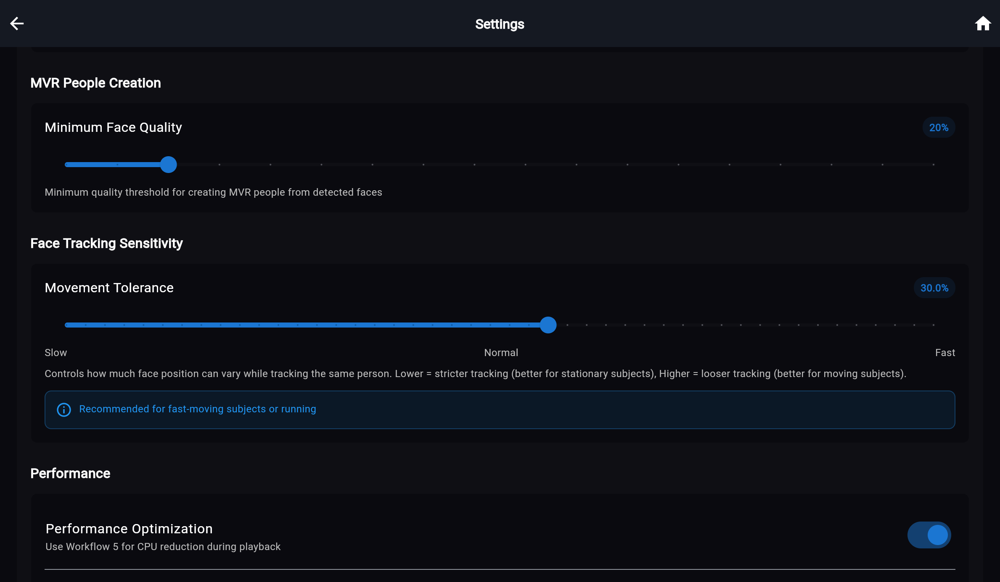 Settings
MVR People Creation
Minimum Face Quality
20%
Minimum quality threshold for creating MVR people from detected faces
Face Tracking Sensitivity
Movement Tolerance
30.0%
Slow
Normal
Fast
Controls how much face position can vary while tracking the same person. Lower = stricter tracking (better for stationary subjects), Higher = looser tracking (better for moving subjects).
Recommended for fast-moving subjects or running
Performance
Performance Optimization
Use Workflow 5 for CPU reduction during playback